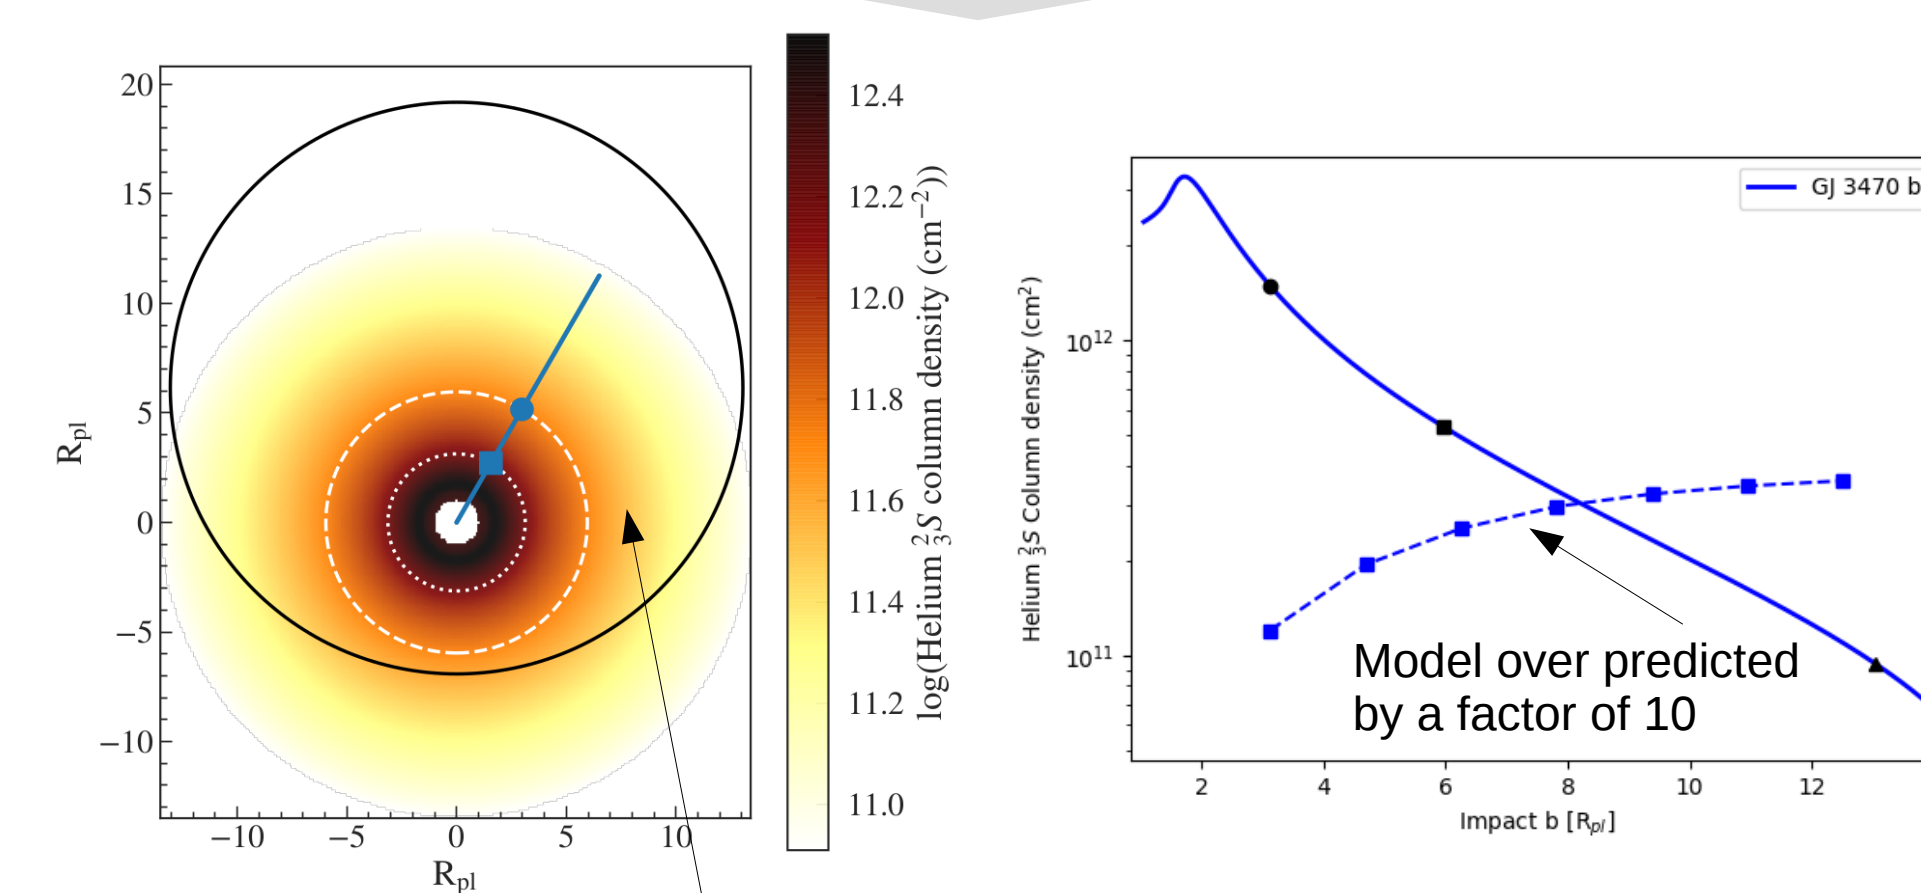 20
15
10
5
0
−5
−10
R_pl
−10 −5 0 5 10
R_pl
12.4
12.2
12.0
11.8
11.6
11.4
11.2
11.0
log(Helium ²₃S column density (cm⁻²))
GJ 3470 b
Helium ²₃S Column density (cm²)
10¹²
10¹¹
Model over predicted
by a factor of 10
2 4 6 8 10 12
Impact b [R_pl]